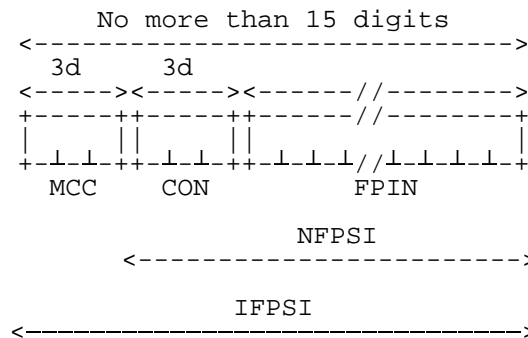 No more than 15 digits
3d 3d
MCC CON FPIN
NFPSI
IFPSI